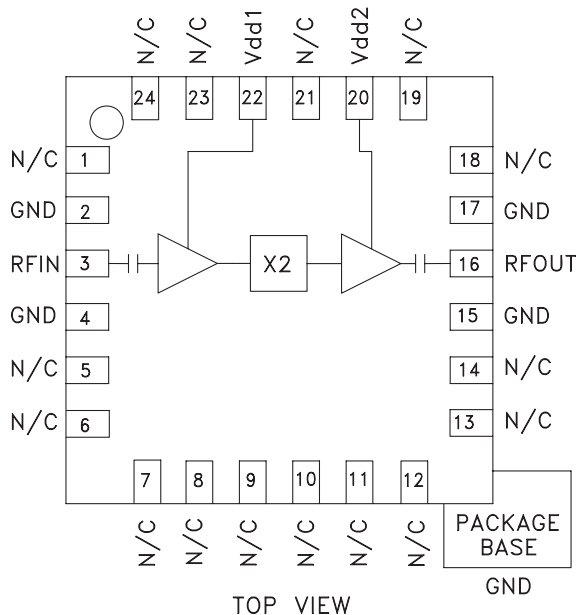 N/C N/C Vdd1 N/C Vdd2 N/C
24 23 22 21 20 19
N/C 1 18 N/C
GND 2 17 GND
RFIN 3 X2 16 RFOUT
GND 4 15 GND
N/C 5 14 N/C
N/C 6 13 N/C
7 8 9 10 11 12
N/C N/C N/C N/C N/C N/C
PACKAGE
BASE
GND
TOP VIEW